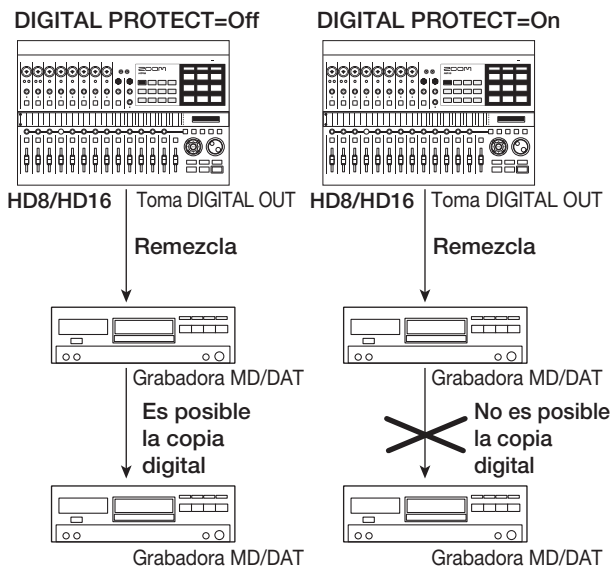 DIGITAL PROTECT=Off
DIGITAL PROTECT=On
ZOOM
ZOOM
HD8/HD16
Toma DIGITAL OUT
HD8/HD16
Toma DIGITAL OUT
Remezcla
Remezcla
Grabadora MD/DAT
Grabadora MD/DAT
Es posible
la copia
digital
No es posible
la copia
digital
Grabadora MD/DAT
Grabadora MD/DAT